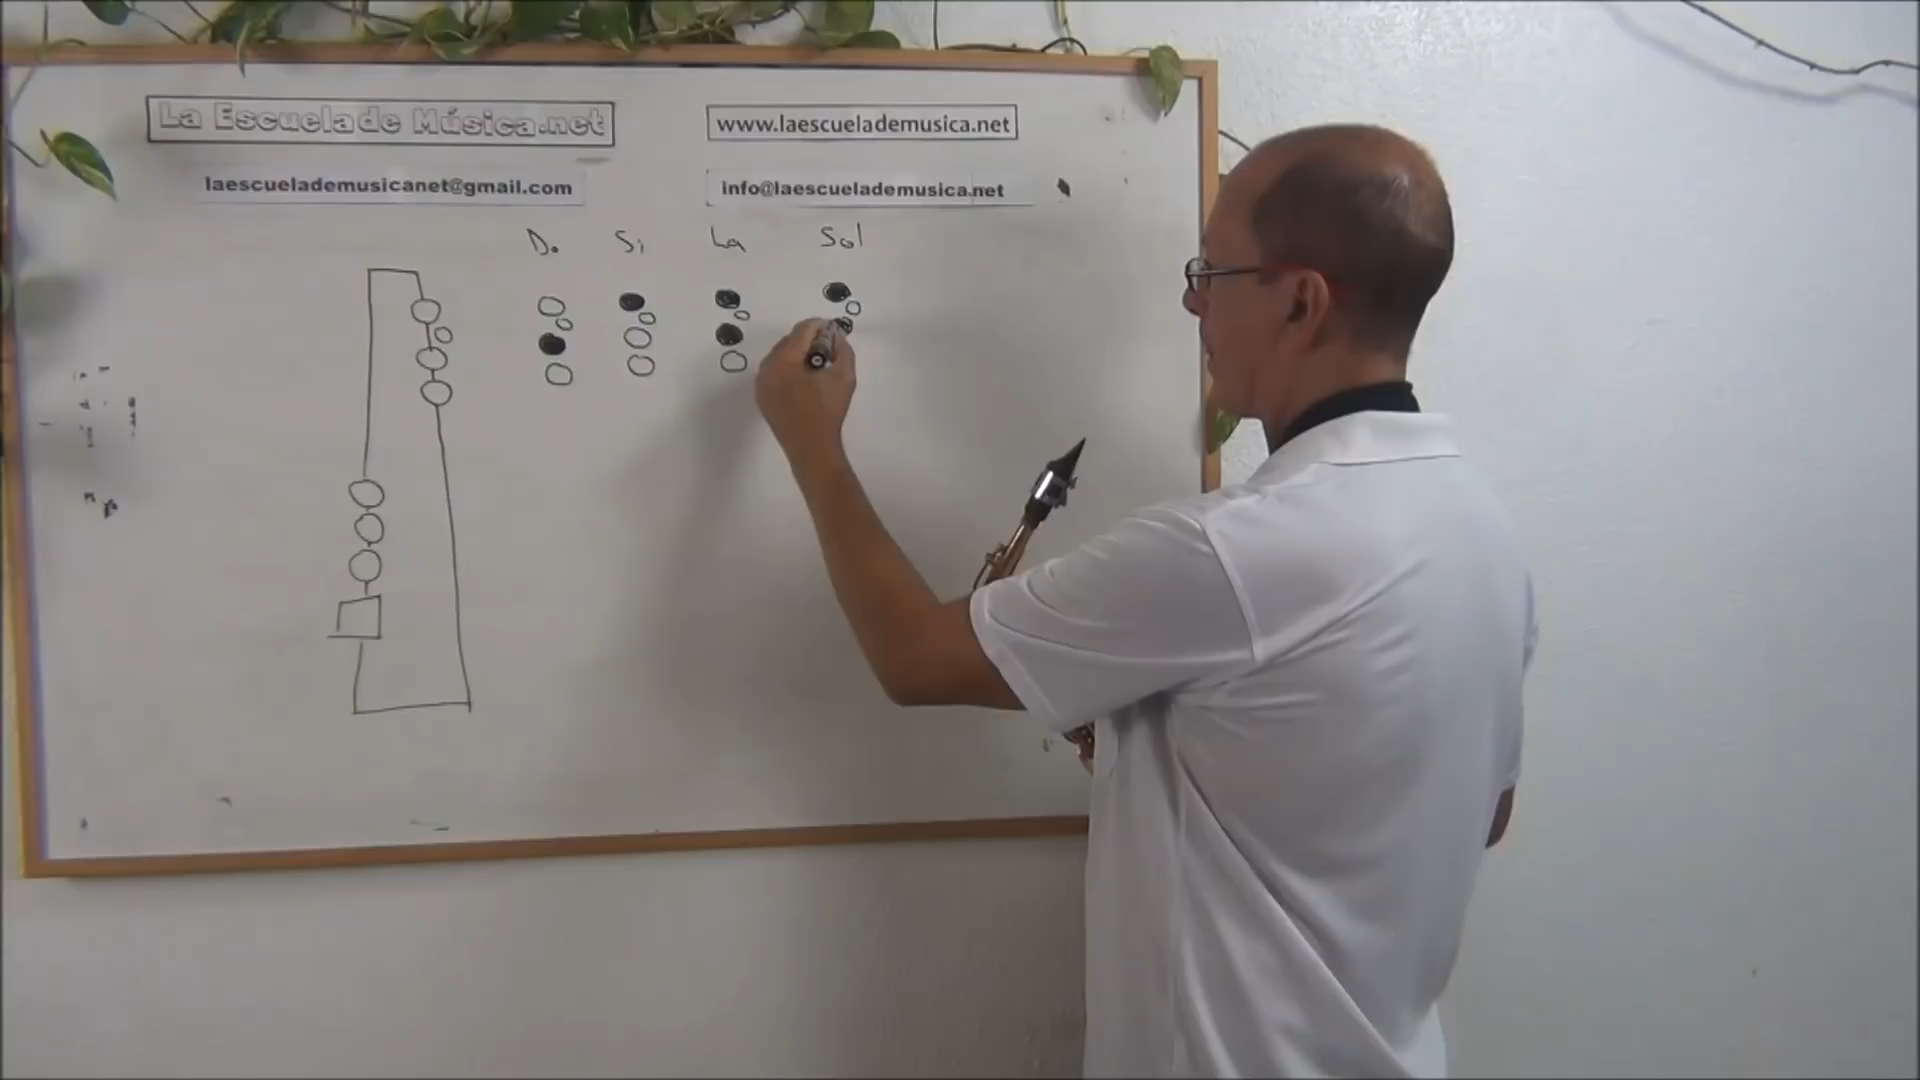 La Escuela de Música.net
www.laescuelademusica.net
laescuelademusicanet@gmail.com
info@laescuelademusica.net
Do Si La Sol